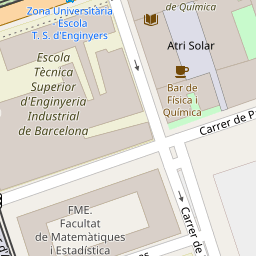 Zona Universitària
Escola
T. S. d'Enginyers
de Química
Atri Solar
Escola
Tècnica
Superior
d'Enginyeria
Industrial
de Barcelona
Bar de
Física i
Química
Carrer de P
FME.
Facultat
de Matemàtiques
i Estadística
Carrer de